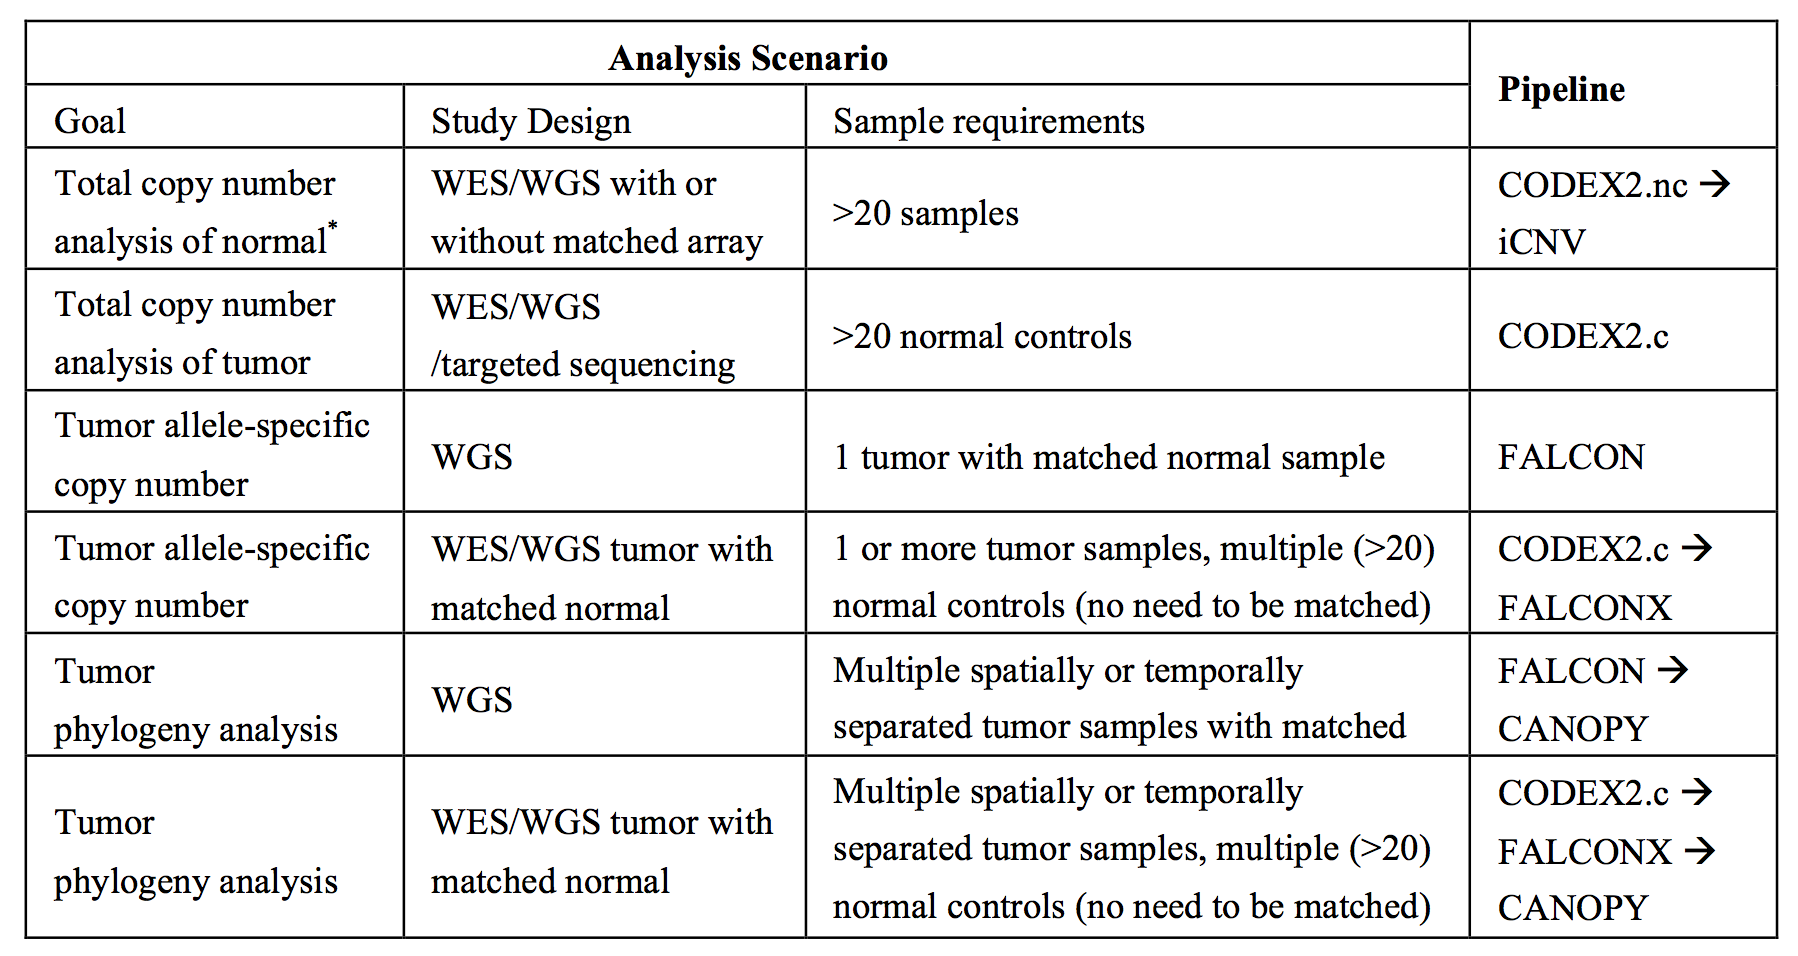 Analysis Scenario
Pipeline
Goal
Study Design
Sample requirements
Total copy number
analysis of normal*
WES/WGS with or
without matched array
>20 samples
CODEX2.nc →
iCNV
Total copy number
analysis of tumor
WES/WGS
/targeted sequencing
>20 normal controls
CODEX2.c
Tumor allele-specific
copy number
WGS
1 tumor with matched normal sample
FALCON
Tumor allele-specific
copy number
WES/WGS tumor with
matched normal
1 or more tumor samples, multiple (>20)
normal controls (no need to be matched)
CODEX2.c →
FALCONX
Tumor
phylogeny analysis
WGS
Multiple spatially or temporally
separated tumor samples with matched
FALCON →
CANOPY
Tumor
phylogeny analysis
WES/WGS tumor with
matched normal
Multiple spatially or temporally
separated tumor samples, multiple (>20)
normal controls (no need to be matched)
CODEX2.c →
FALCONX →
CANOPY